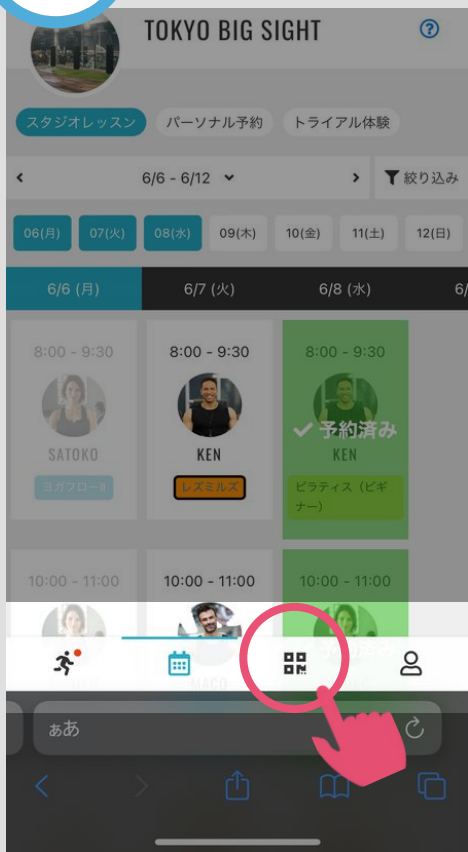 TOKYO BIG SIGHT
スタジオレッスン パーソナル予約 トライアル体験
6/6 - 6/12 絞り込み
06(月) 07(火) 08(水) 09(木) 10(金) 11(土) 12(日)
6/6 (月) 6/7 (火) 6/8 (水) 6/
8:00 - 9:30 8:00 - 9:30 8:00 - 9:30
予約済み
SATOKO KEN KEN
ヨガフローII レズミルズ ピラティス（ビギ
ナー）
10:00 - 11:00 10:00 - 11:00 10:00 - 11:00
MACO
ぁあ